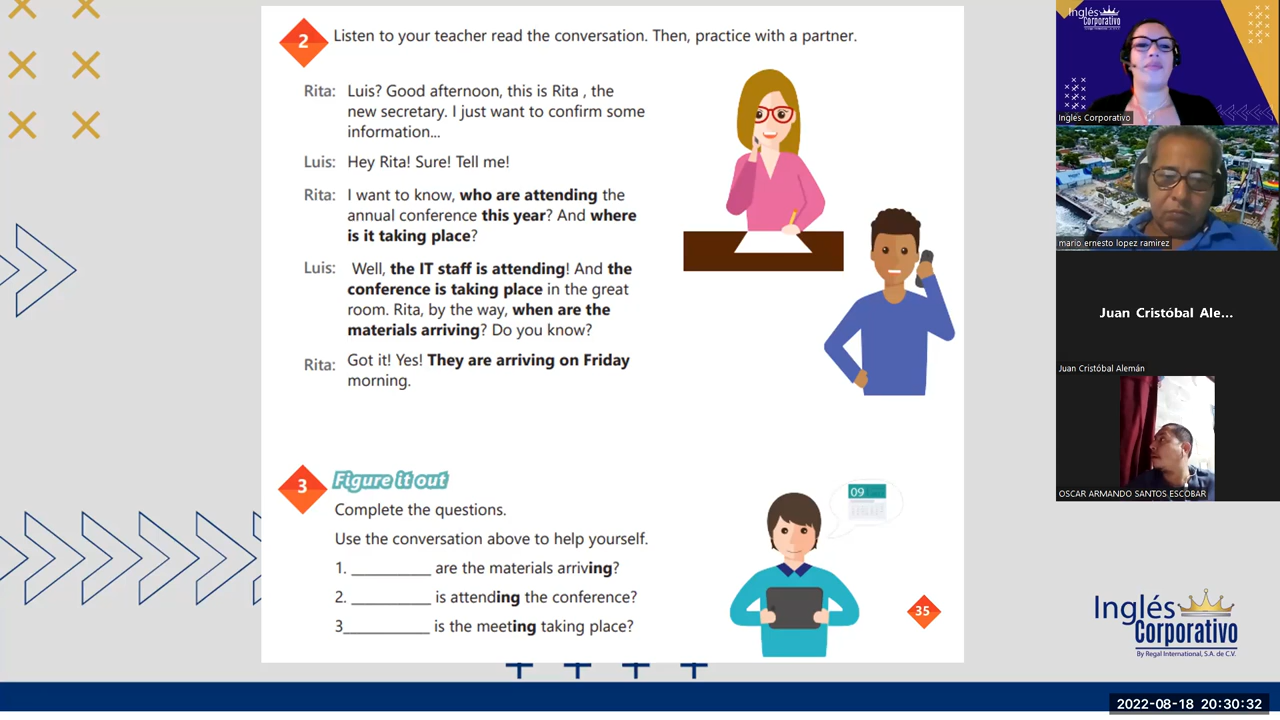 2
Listen to your teacher read the conversation. Then, practice with a partner.
Rita: Luis? Good afternoon, this is Rita , the
new secretary. I just want to confirm some
information...
Luis: Hey Rita! Sure! Tell me!
Rita: I want to know, who are attending the
annual conference this year? And where
is it taking place?
Luis: Well, the IT staff is attending! And the
conference is taking place in the great
room. Rita, by the way, when are the
materials arriving? Do you know?
Rita: Got it! Yes! They are arriving on Friday
morning.
3
Figure it out
Complete the questions.
Use the conversation above to help yourself.
1. __________ are the materials arriving?
2. __________ is attending the conference?
3___________ is the meeting taking place?
09
35
Inglés
Corporativo
By Regal International, S.A. de C.V.
Inglés
Corporativo
Inglés Corporativo
mario ernesto lopez ramirez
Juan Cristóbal Ale...
Juan Cristóbal Alemán
OSCAR ARMANDO SANTOS ESCOBAR
2022-08-18 20:30:32